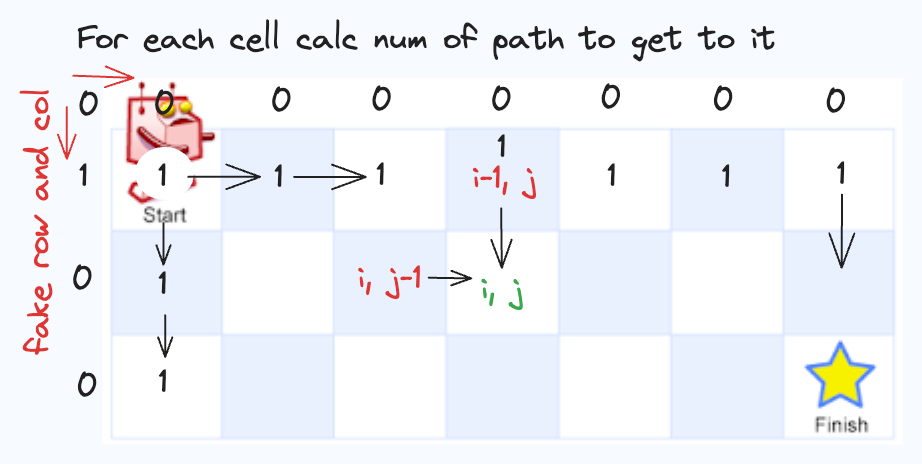 For each cell calc num of path to get to it
fake row and col
0 0 0 0 0 0 0 0
1 1 1 1 1 1 1 1
i-1, j
Start
0 1 i, j-1 i, j
0 1
Finish